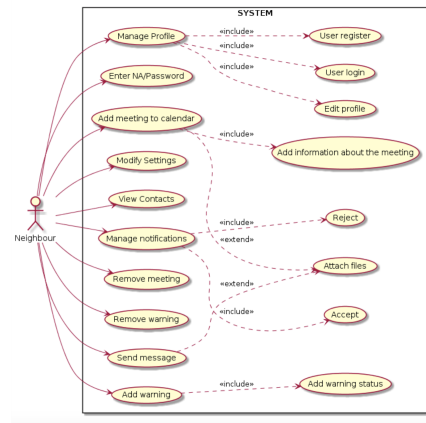 SYSTEM
Manage Profile
«include»
User register
«include»
Enter NA/Password
«include»
User login
Edit profile
Add meeting to calendar
«include»
Add information about the meeting
Modify Settings
View Contacts
Neighbour
Manage notifications
«include»
Reject
«extend»
Remove meeting
Attach files
«extend»
Remove warning
«include»
Accept
Send message
Add warning
«include»
Add warning status